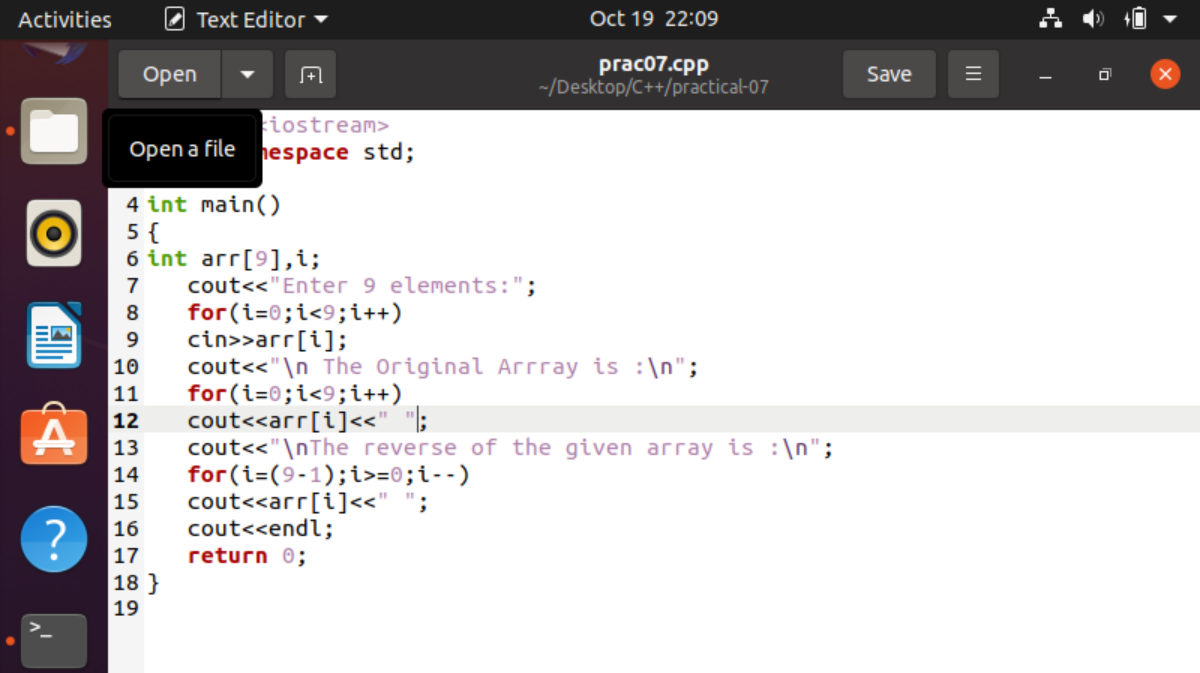 Activities Text Editor Oct 19 22:09
Open prac07.cpp Save
~/Desktop/C++/practical-07
Open a file
iostream>
espace std;
4 int main()
5 {
6 int arr[9],i;
7 cout<<"Enter 9 elements:";
8 for(i=0;i<9;i++)
9 cin>>arr[i];
10 cout<<"\n The Original Arrray is :\n";
11 for(i=0;i<9;i++)
12 cout<<arr[i]<<" ";
13 cout<<"\nThe reverse of the given array is :\n";
14 for(i=(9-1);i>=0;i--)
15 cout<<arr[i]<<" ";
16 cout<<endl;
17 return 0;
18 }
19